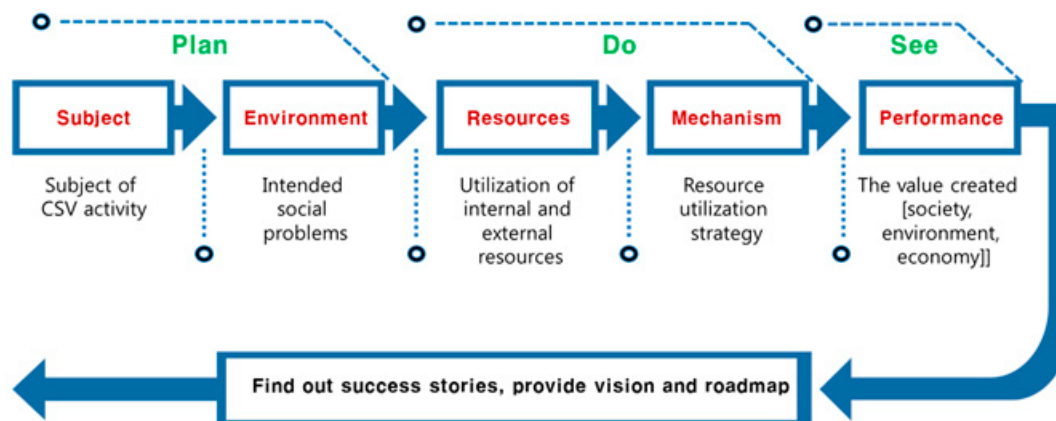 Plan
Do
See
Subject
Environment
Resources
Mechanism
Performance
Subject of
CSV activity
Intended
social
problems
Utilization of
internal and
external
resources
Resource
utilization
strategy
The value created
[society,
environment,
economy]]
Find out success stories, provide vision and roadmap